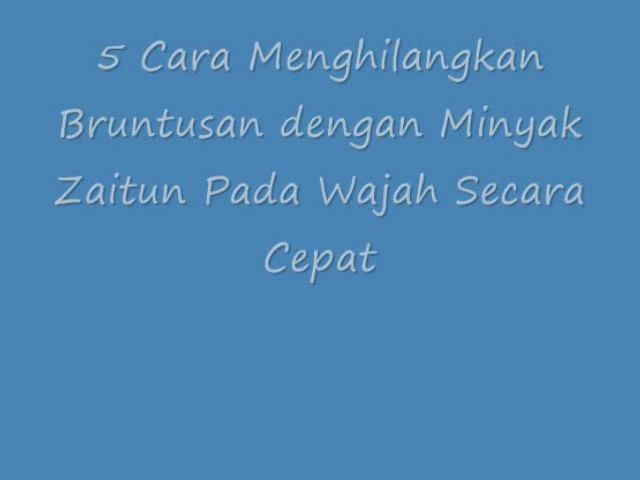 5 Cara Menghilangkan
Bruntusan dengan Minyak
Zaitun Pada Wajah Secara
Cepat